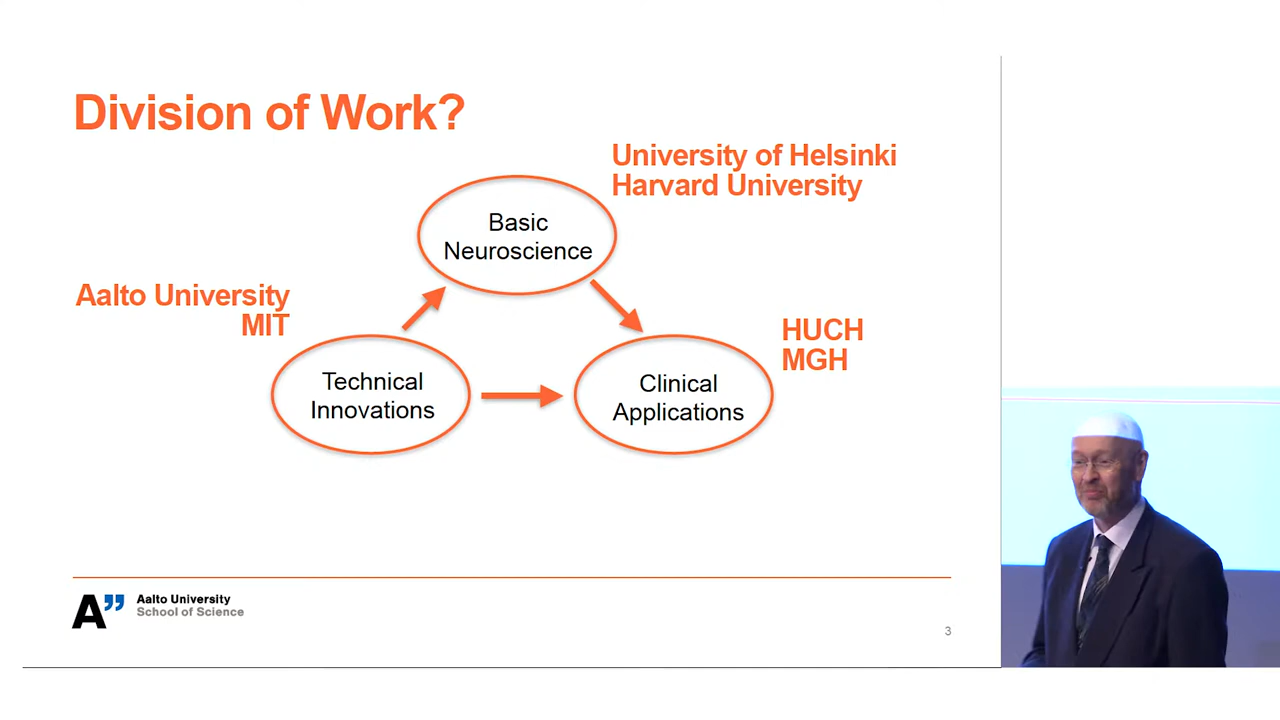 Division of Work?
University of Helsinki
Harvard University
Basic
Neuroscience
Aalto University
MIT
HUCH
MGH
Technical
Innovations
Clinical
Applications
A”
Aalto University
School of Science
3